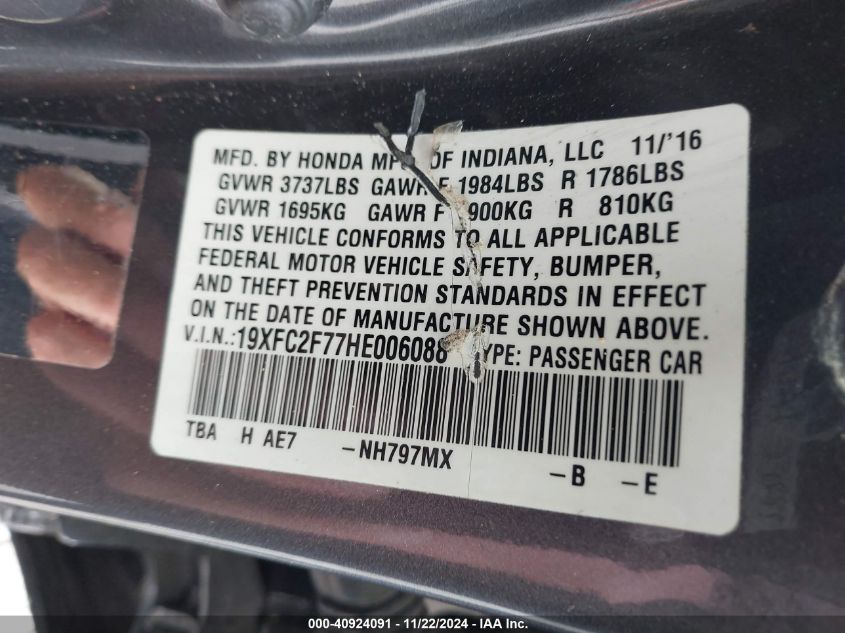 MFD. BY HONDA MFG OF INDIANA, LLC 11/'16
GVWR 3737LBS GAWR F 1984LBS R 1786LBS
GVWR 1695KG GAWR F 900KG R 810KG
THIS VEHICLE CONFORMS TO ALL APPLICABLE
FEDERAL MOTOR VEHICLE SAFETY, BUMPER,
AND THEFT PREVENTION STANDARDS IN EFFECT
ON THE DATE OF MANUFACTURE SHOWN ABOVE.
V.I.N.:19XFC2F77HE006088 TYPE: PASSENGER CAR
TBA H AE7 -NH797MX -B -E
000-40924091 - 11/22/2024 - IAA Inc.